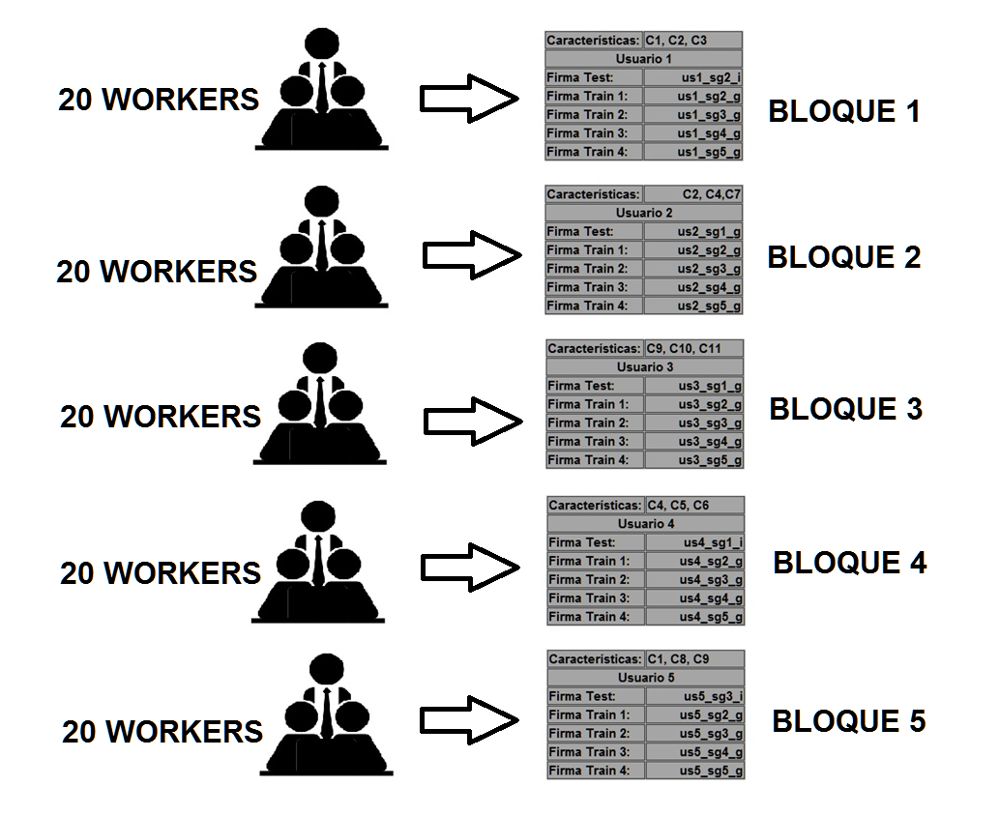 20 WORKERS
Características: C1, C2, C3
Usuario 1
Firma Test: us1_sg2_i
Firma Train 1: us1_sg2_g
Firma Train 2: us1_sg3_g
Firma Train 3: us1_sg4_g
Firma Train 4: us1_sg5_g
BLOQUE 1
20 WORKERS
Características: C2, C4,C7
Usuario 2
Firma Test: us2_sg1_g
Firma Train 1: us2_sg2_g
Firma Train 2: us2_sg3_g
Firma Train 3: us2_sg4_g
Firma Train 4: us2_sg5_g
BLOQUE 2
20 WORKERS
Características: C9, C10, C11
Usuario 3
Firma Test: us3_sg1_g
Firma Train 1: us3_sg2_g
Firma Train 2: us3_sg3_g
Firma Train 3: us3_sg4_g
Firma Train 4: us3_sg5_g
BLOQUE 3
20 WORKERS
Características: C4, C5, C6
Usuario 4
Firma Test: us4_sg1_i
Firma Train 1: us4_sg2_g
Firma Train 2: us4_sg3_g
Firma Train 3: us4_sg4_g
Firma Train 4: us4_sg5_g
BLOQUE 4
20 WORKERS
Características: C1, C8, C9
Usuario 5
Firma Test: us5_sg3_i
Firma Train 1: us5_sg2_g
Firma Train 2: us5_sg3_g
Firma Train 3: us5_sg4_g
Firma Train 4: us5_sg5_g
BLOQUE 5